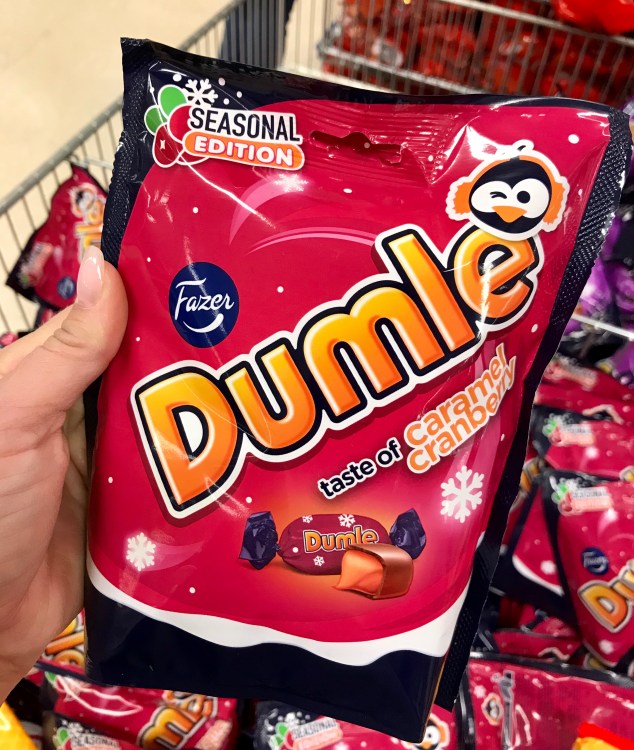 SEASONAL
EDITION
Fazer
Dumle
taste of caramel
cranberry
Dumle